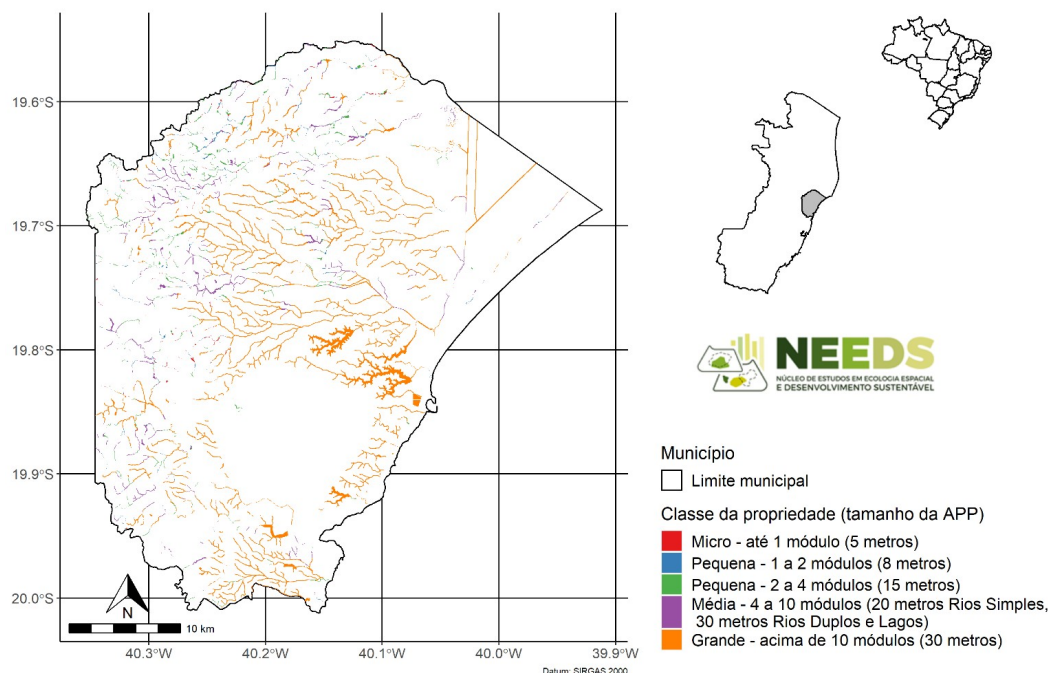 19.6°S
19.7°S
19.8°S
19.9°S
20.0°S
N
10 km
40.3°W
40.2°W
40.1°W
40.0°W
39.9°W
Datum: SIRGAS 2000
NEEDS
NÚCLEO DE ESTUDOS EM ECOLOGIA ESPACIAL
E DESENVOLVIMENTO SUSTENTÁVEL
Município
Limite municipal
Classe da propriedade (tamanho da APP)
Micro - até 1 módulo (5 metros)
Pequena - 1 a 2 módulos (8 metros)
Pequena - 2 a 4 módulos (15 metros)
Média - 4 a 10 módulos (20 metros Rios Simples,
30 metros Rios Duplos e Lagos)
Grande - acima de 10 módulos (30 metros)